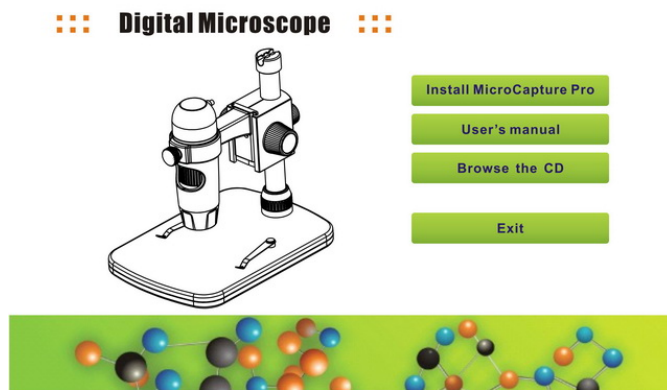 Digital Microscope
Install MicroCapture Pro
User's manual
Browse the CD
Exit